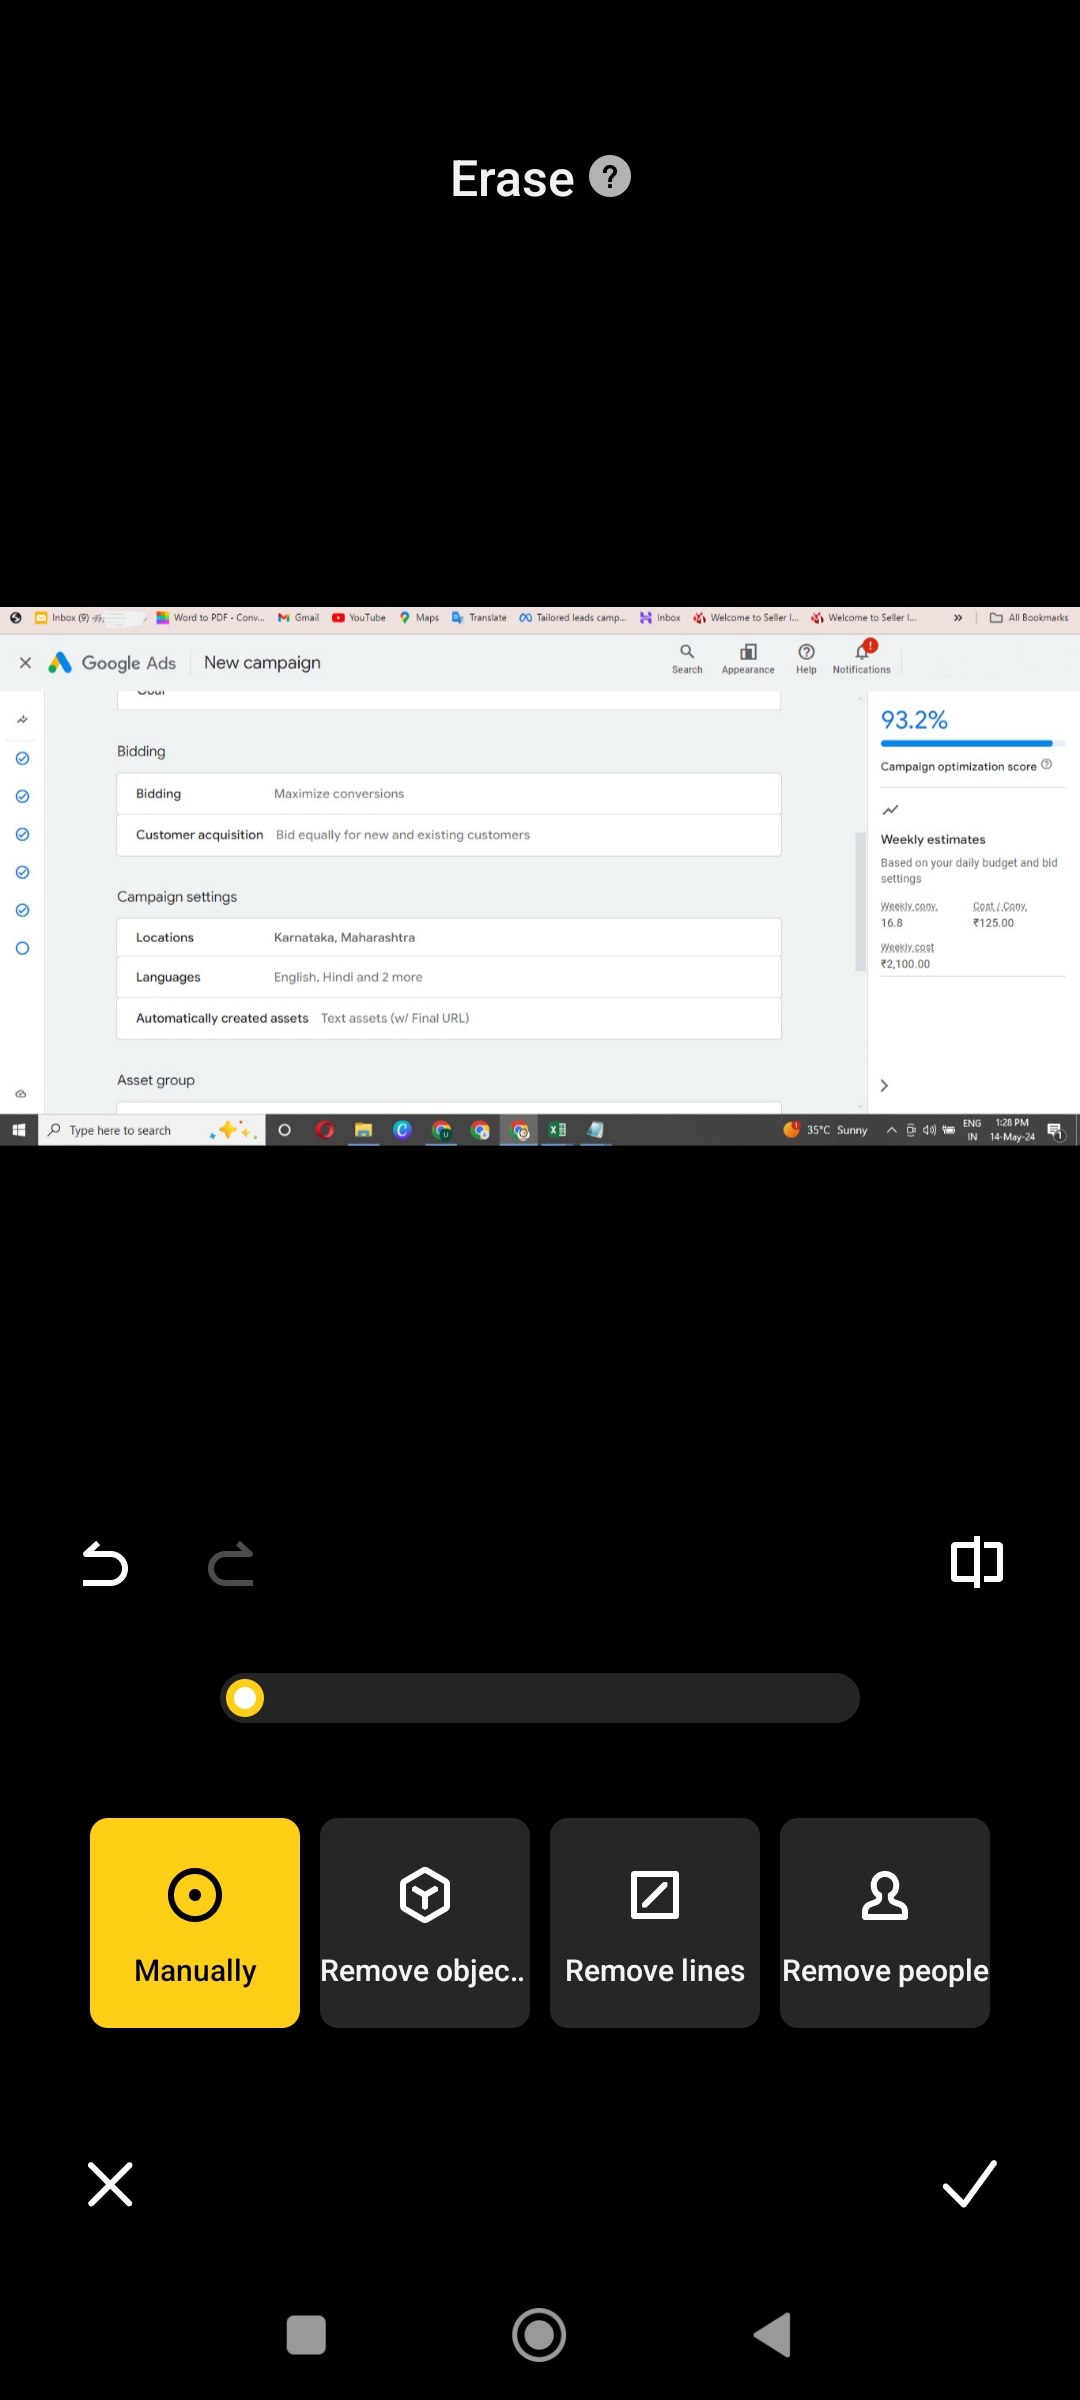 Erase ?
Inbox (9)
Word to PDF - Conv...
Gmail
YouTube
Maps
Translate
Tailored leads camp...
Inbox
Welcome to Seller I...
Welcome to Seller I...
»
All Bookmarks
Google Ads
New campaign
Search
Appearance
Help
Notifications
Bidding
Bidding Maximize conversions
Customer acquisition Bid equally for new and existing customers
Campaign settings
Locations Karnataka, Maharashtra
Languages English, Hindi and 2 more
Automatically created assets Text assets (w/ Final URL)
Asset group
93.2%
Campaign optimization score
Weekly estimates
Based on your daily budget and bid
settings
Weekly conv. Cost / Conv.
16.8 ₹125.00
Weekly cost
₹2,100.00
Type here to search
35°C Sunny
ENG
IN
1:28 PM
14-May-24
1
Manually
Remove objec..
Remove lines
Remove people